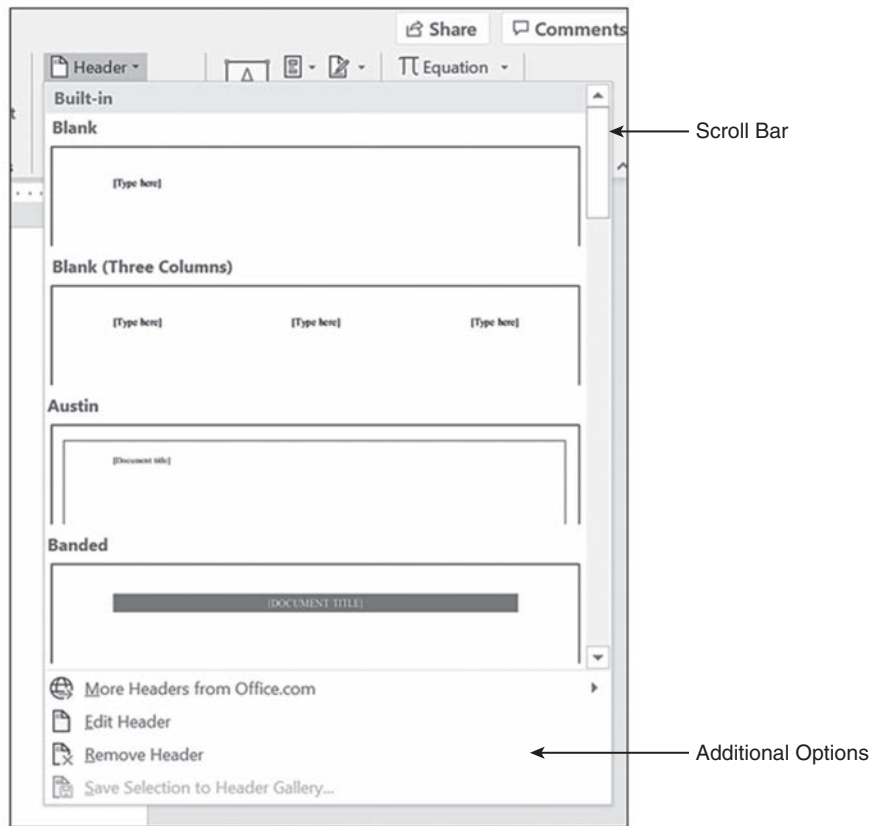 Share Comments
Header Equation
Built-in
Blank
Scroll Bar
[Type here]
Blank (Three Columns)
[Type here] [Type here] [Type here]
Austin
[Document title]
Banded
[DOCUMENT TITLE]
More Headers from Office.com
Edit Header
Remove Header
Additional Options
Save Selection to Header Gallery...